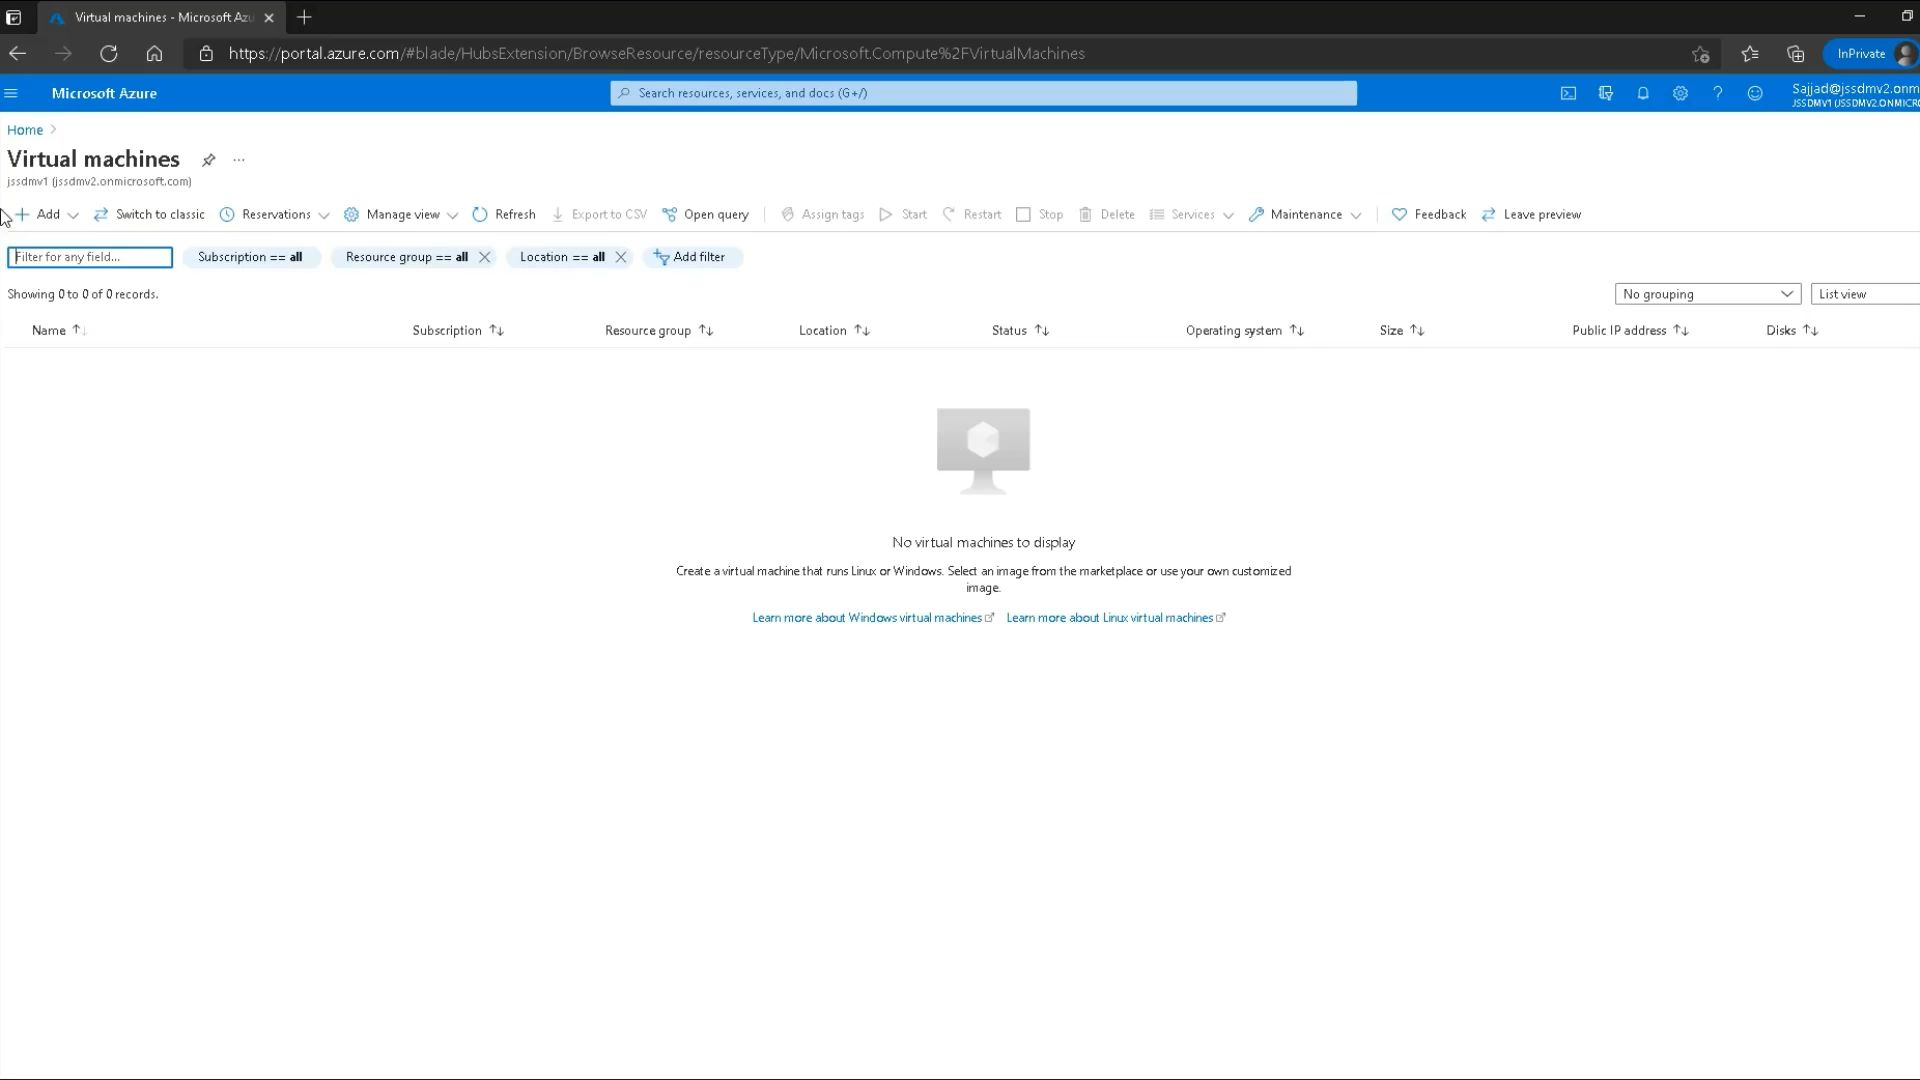 Virtual machines - Microsoft Azu
https://portal.azure.com/#blade/HubsExtension/BrowseResource/resourceType/Microsoft.Compute%2FVirtualMachines
InPrivate
Microsoft Azure
Search resources, services, and docs (G+/)
Sajjad@jssdmv2.onm
JSSDMV1 (JSSDMV2.ONMICRO
Home
Virtual machines
jssdmv1 (jssdmv2.onmicrosoft.com)
Add Switch to classic Reservations Manage view Refresh Export to CSV Open query Assign tags Start Restart Stop Delete Services Maintenance Feedback Leave preview
Filter for any field... Subscription == all Resource group == all Location == all Add filter
Showing 0 to 0 of 0 records.
No grouping List view
Name Subscription Resource group Location Status Operating system Size Public IP address Disks
No virtual machines to display
Create a virtual machine that runs Linux or Windows. Select an image from the marketplace or use your own customized
image.
Learn more about Windows virtual machines Learn more about Linux virtual machines